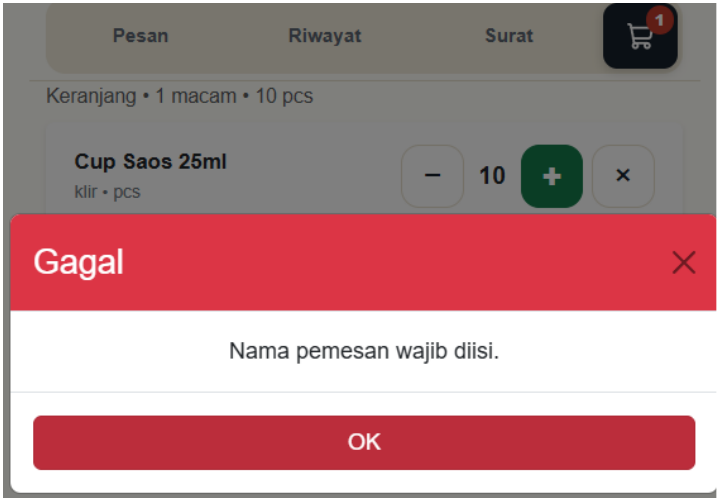 Pesan Riwayat Surat 1
Keranjang • 1 macam • 10 pcs
Cup Saos 25ml
klir • pcs
− 10 + ×
Gagal
Nama pemesan wajib diisi.
OK